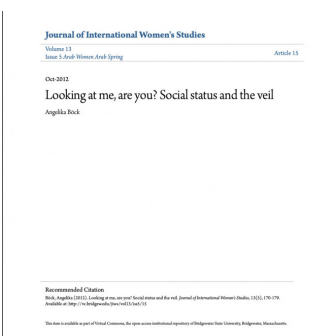 Journal of International Women's Studies
Volume 13
Issue 5 Arab Women Arab Spring
Article 15
Oct-2012
Looking at me, are you? Social status and the veil
Angelika Böck
Recommended Citation
Böck, Angelika (2012). Looking at me, are you? Social status and the veil. Journal of International Women's Studies, 13(5), 170-179.
Available at: http://vc.bridgew.edu/jiws/vol13/iss5/15
This item is available as part of Virtual Commons, the open-access institutional repository of Bridgewater State University, Bridgewater, Massachusetts.